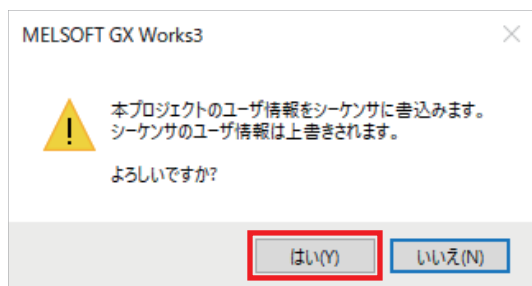 MELSOFT GX Works3
本プロジェクトのユーザ情報をシーケンサに書込みます。
シーケンサのユーザ情報は上書きされます。
よろしいですか?
はい(Y)
いいえ(N)